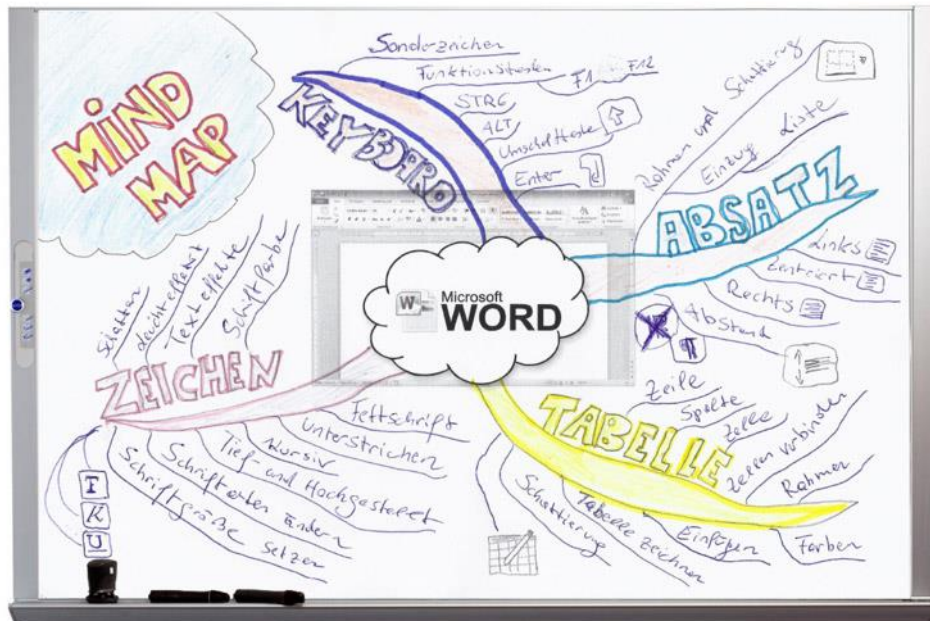 MIND
MAP
KEYBOARD
Sonderzeichen
Funktionstasten
F1
F12
STRG
ALT
Umschalttaste
Enter
ABSATZ
Rahmen und Schattierung
Einzug
Liste
Links
Zentriert
Rechts
Abstand
¶
Microsoft
WORD
W
ZEICHEN
Schatten
Leuchteffekt
Texteffekte
Schriftfarbe
Fettschrift
unterstrichen
Kursiv
Tief- und Hochgestellt
Schriftarten ändern
Schriftgröße setzen
F
K
U
TABELLE
Zeile
Spalte
Zelle
Zellen verbinden
Rahmen
Farben
Einfügen
Tabelle zeichnen
Schattierung